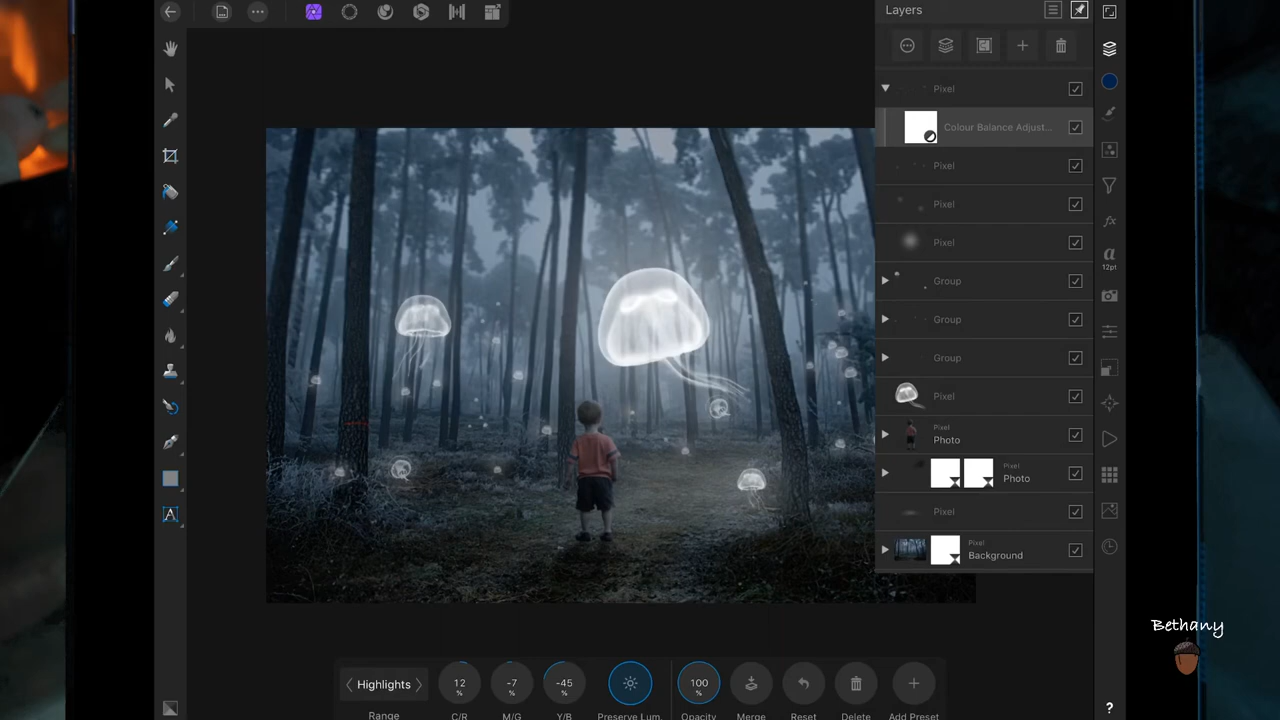 Layers
Pixel
Colour Balance Adjust...
Pixel
Pixel
Pixel
Group
Group
Group
Pixel
Pixel
Photo
Pixel
Photo
Pixel
Pixel
Background
A
a
12pt
fx
Bethany
Highlights
Range
12
%
C/R
-7
%
M/G
-45
%
Y/B
Preserve Lum.
100
%
Opacity
Merge
Reset
Delete
Add Preset
?